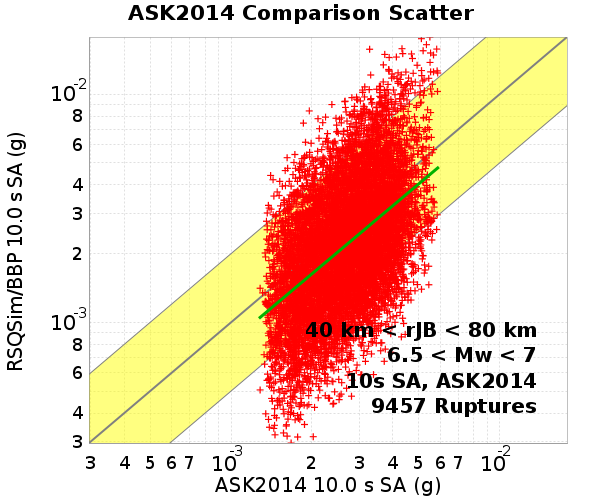 ASK2014 Comparison Scatter
RSQSim/BBP 10.0 s SA (g)
10-2
8
6
4
3
2
10-3
8
6
4
3
40 km < rJB < 80 km
6.5 < Mw < 7
10s SA, ASK2014
9457 Ruptures
3 4 5 6 7 10-3 2 3 4 5 6 7 10-2
ASK2014 10.0 s SA (g)